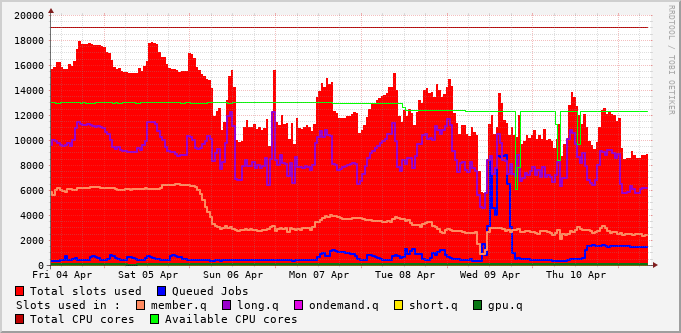 20000
18000
16000
14000
12000
10000
8000
6000
4000
2000
0
Fri 04 Apr Sat 05 Apr Sun 06 Apr Mon 07 Apr Tue 08 Apr Wed 09 Apr Thu 10 Apr
Total slots used Queued Jobs
Slots used in : member.q long.q ondemand.q short.q gpu.q
Total CPU cores Available CPU cores
RRDTOOL / TOBI OETIKER